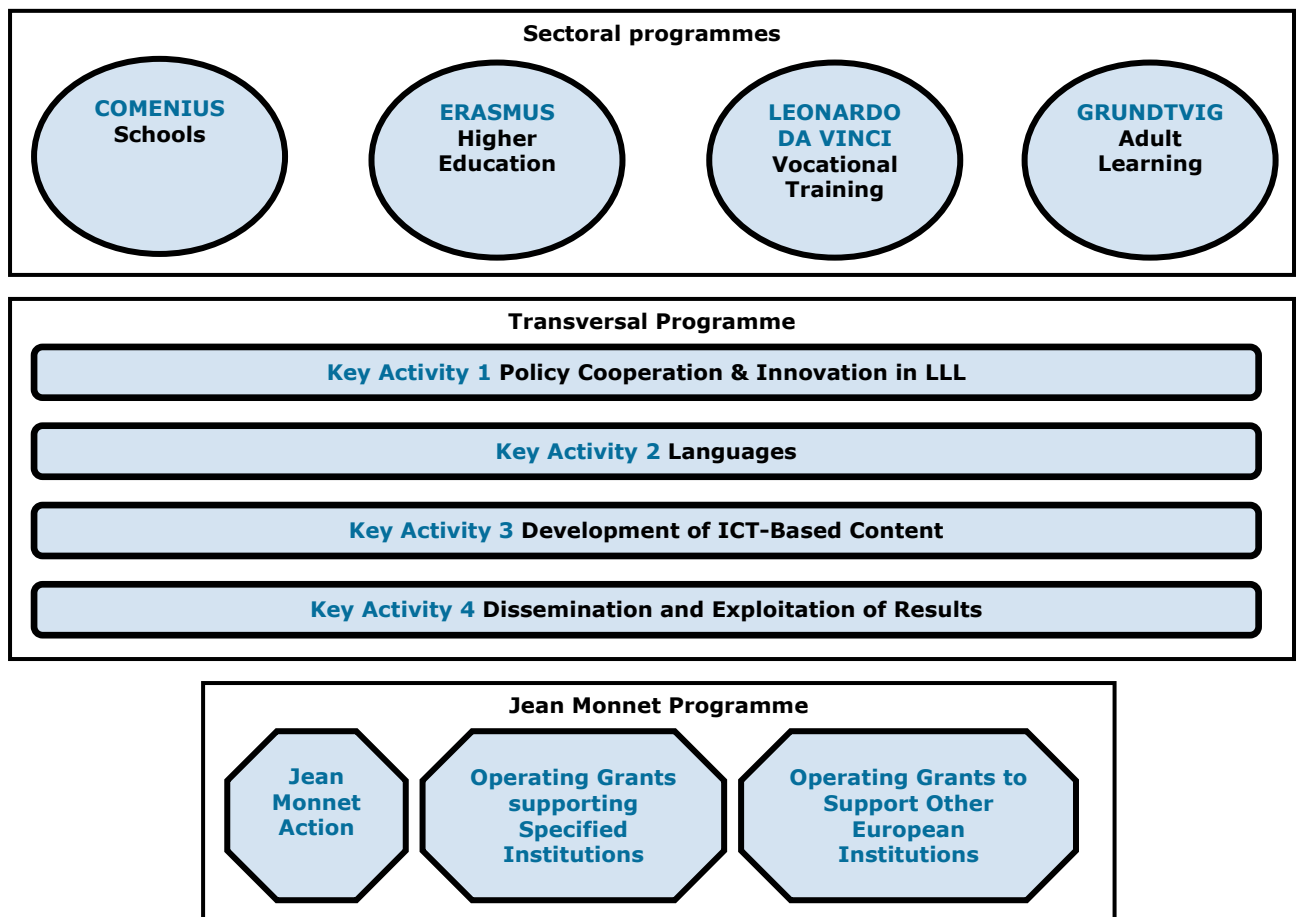 Sectoral programmes
COMENIUS
Schools
ERASMUS
Higher
Education
LEONARDO
DA VINCI
Vocational
Training
GRUNDTVIG
Adult
Learning
Transversal Programme
Key Activity 1 Policy Cooperation & Innovation in LLL
Key Activity 2 Languages
Key Activity 3 Development of ICT-Based Content
Key Activity 4 Dissemination and Exploitation of Results
Jean Monnet Programme
Jean
Monnet
Action
Operating Grants
supporting
Specified
Institutions
Operating Grants to
Support Other
European
Institutions